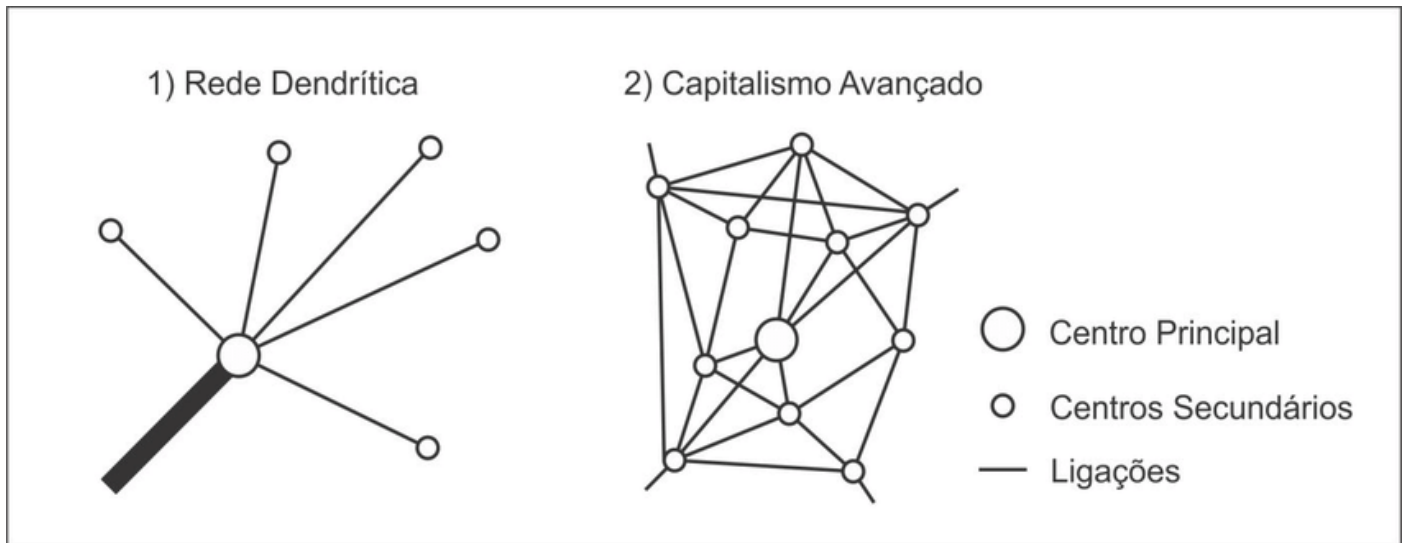 1) Rede Dendrítica
2) Capitalismo Avançado
Centro Principal
Centros Secundários
Ligações